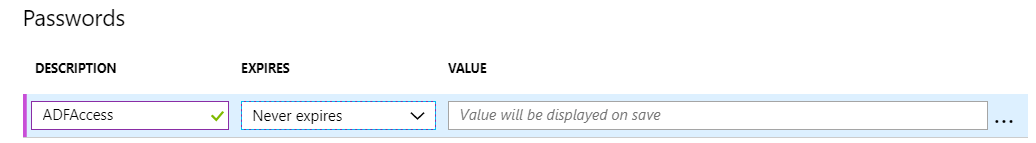 Passwords
DESCRIPTION EXPIRES VALUE
ADFAccess Never expires Value will be displayed on save ...